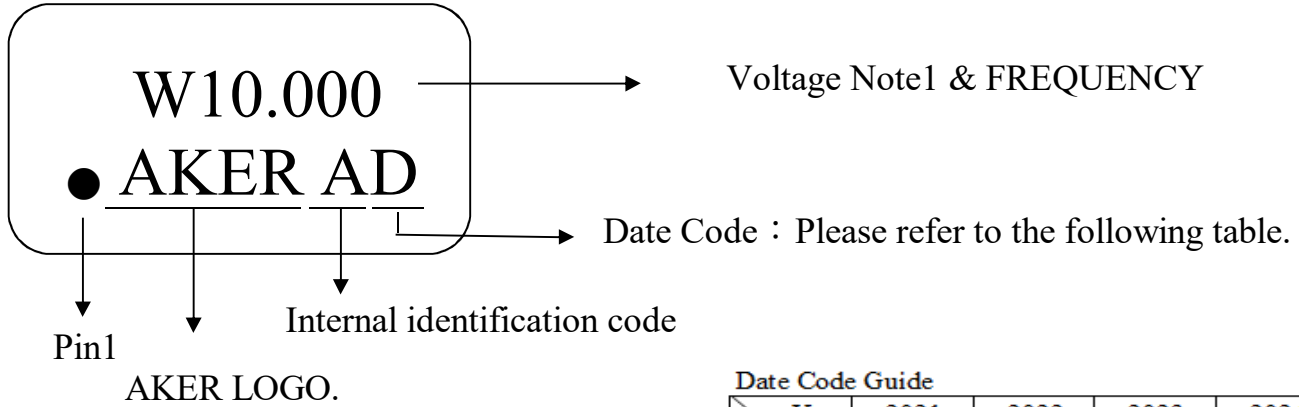 W10.000
Voltage Note1 & FREQUENCY
AKER AD
Date Code：Please refer to the following table.
Internal identification code
Pin1
AKER LOGO.
Date Code Guide
2021